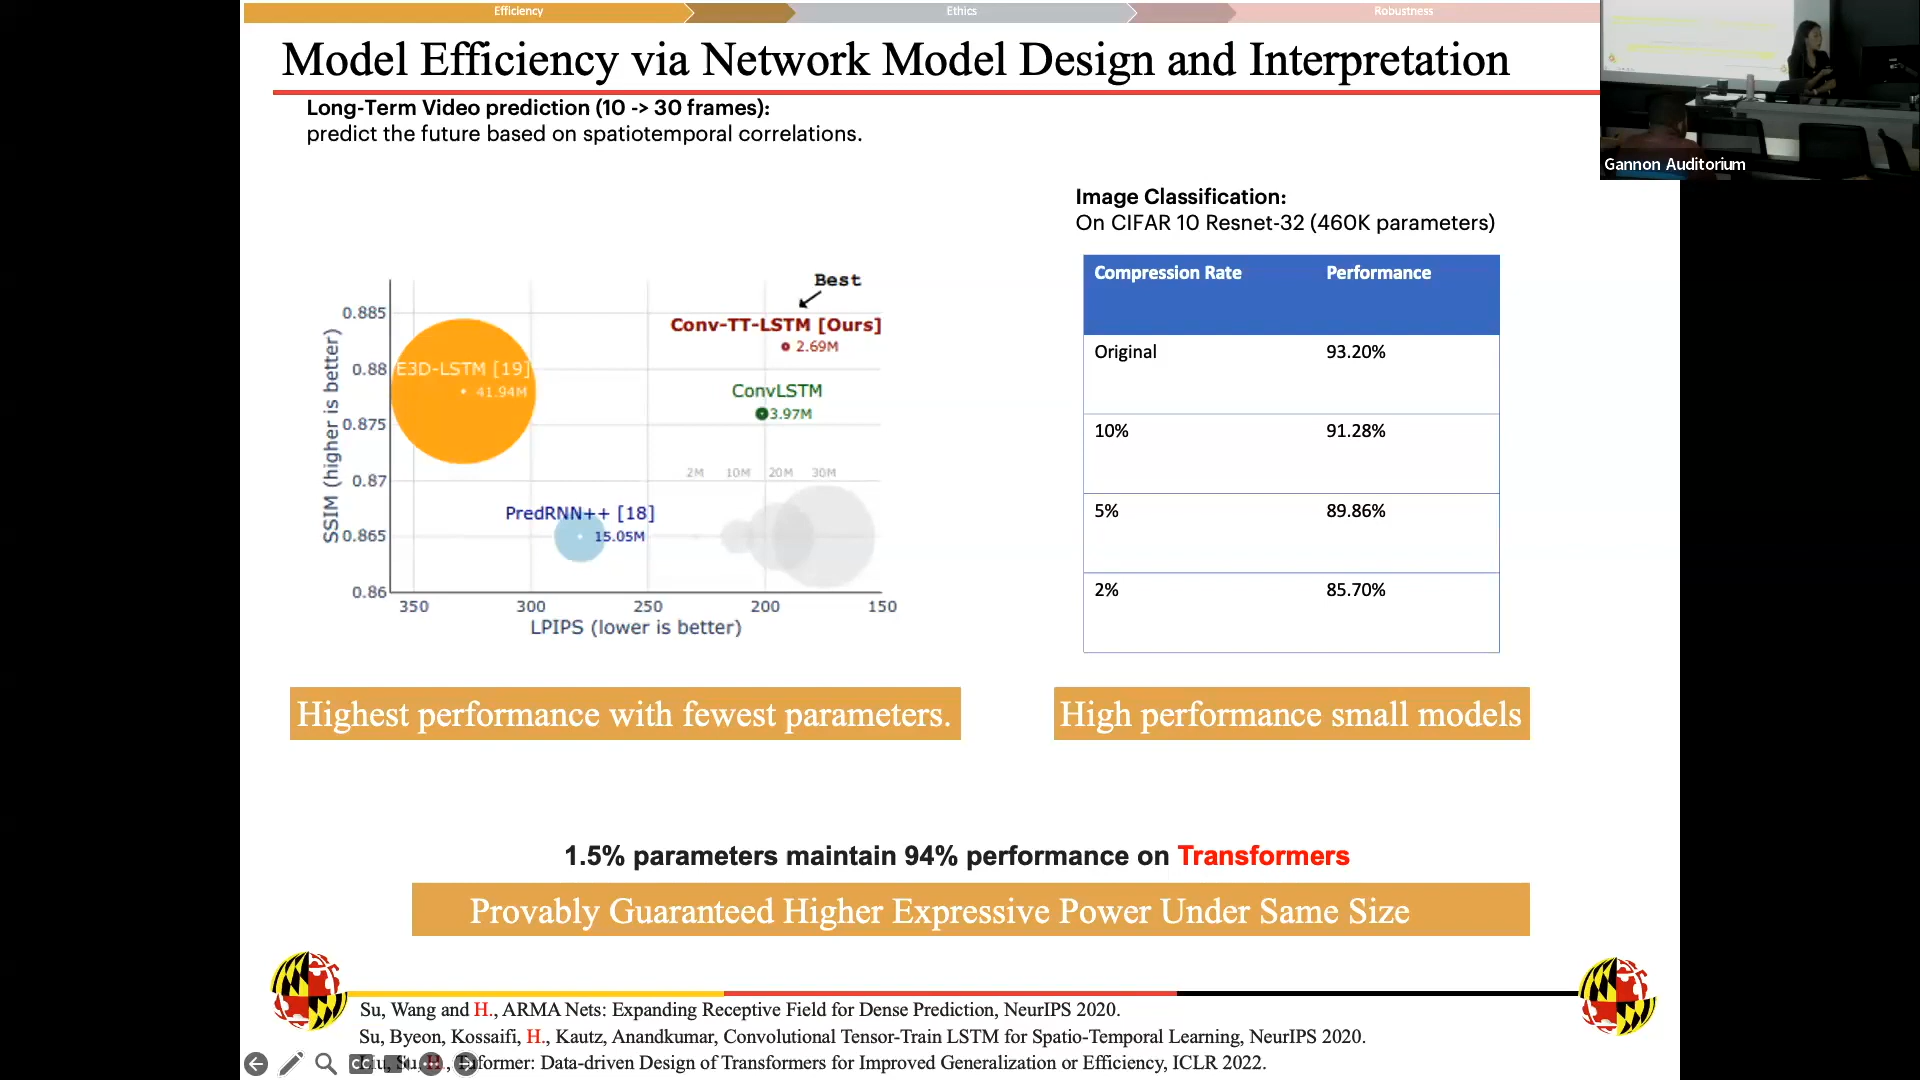 Efficiency
Ethics
Robustness
Model Efficiency via Network Model Design and Interpretation
Gannon Auditorium
Long-Term Video prediction (10 -> 30 frames):
predict the future based on spatiotemporal correlations.
Image Classification:
On CIFAR 10 Resnet-32 (460K parameters)
Best
Conv-TT-LSTM [Ours]
2.69M
E3D-LSTM [19]
41.94M
ConvLSTM
3.97M
2M 10M 20M 30M
PredRNN++ [18]
15.05M
SSIM (higher is better)
0.885
0.88
0.875
0.87
0.865
0.86
350 300 250 200 150
LPIPS (lower is better)
Compression Rate Performance
Original 93.20%
10% 91.28%
5% 89.86%
2% 85.70%
Highest performance with fewest parameters.
High performance small models
1.5% parameters maintain 94% performance on Transformers
Provably Guaranteed Higher Expressive Power Under Same Size
Su, Wang and H., ARMA Nets: Expanding Receptive Field for Dense Prediction, NeurIPS 2020.
Su, Byeon, Kossaifi, H., Kautz, Anandkumar, Convolutional Tensor-Train LSTM for Spatio-Temporal Learning, NeurIPS 2020.
Su, Data-driven Design of Transformers for Improved Generalization or Efficiency, ICLR 2022.